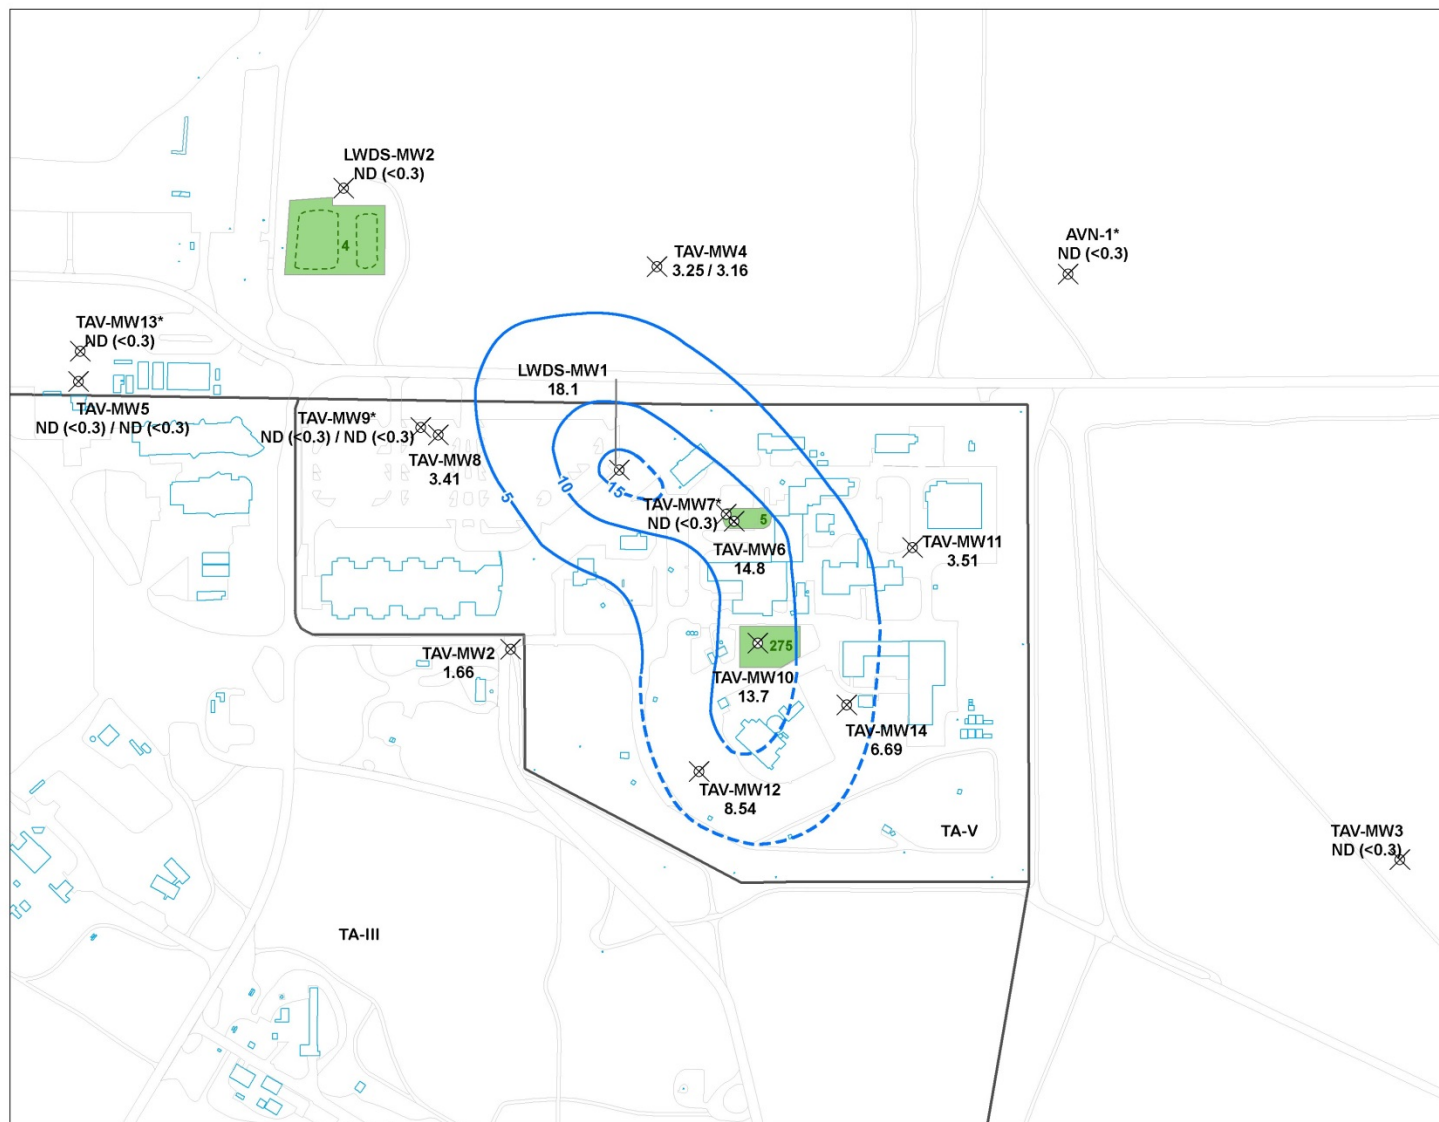 LWDS-MW2
ND (<0.3)
4
TAV-MW4
3.25 / 3.16
AVN-1*
ND (<0.3)
TAV-MW13*
ND (<0.3)
TAV-MW5
ND (<0.3) / ND (<0.3)
LWDS-MW1
18.1
TAV-MW9*
ND (<0.3) / ND (<0.3)
TAV-MW8
3.41
5
10
15
TAV-MW7*
ND (<0.3)
5
TAV-MW6
14.8
TAV-MW11
3.51
TAV-MW2
1.66
275
TAV-MW10
13.7
TAV-MW14
6.69
TAV-MW12
8.54
TA-V
TAV-MW3
ND (<0.3)
TA-III